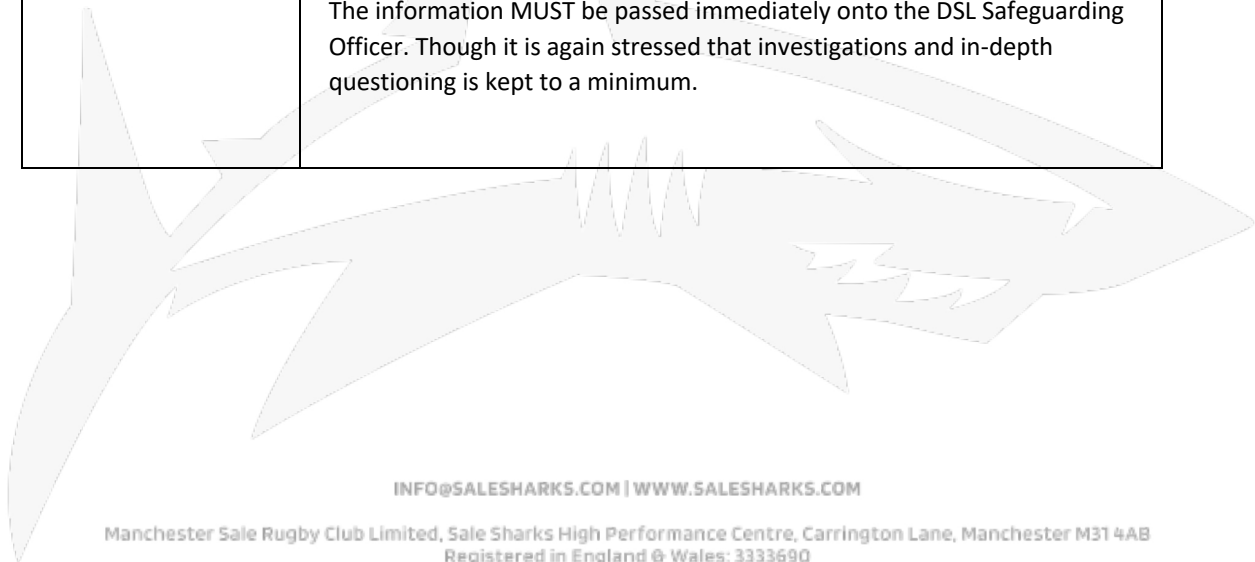 The information MUST be passed immediately onto the DSL Safeguarding
Officer. Though it is again stressed that investigations and in-depth
questioning is kept to a minimum.
INFO@SALESHARKS.COM | WWW.SALESHARKS.COM
Manchester Sale Rugby Club Limited, Sale Sharks High Performance Centre, Carrington Lane, Manchester M31 4AB
Registered in England & Wales: 3333690